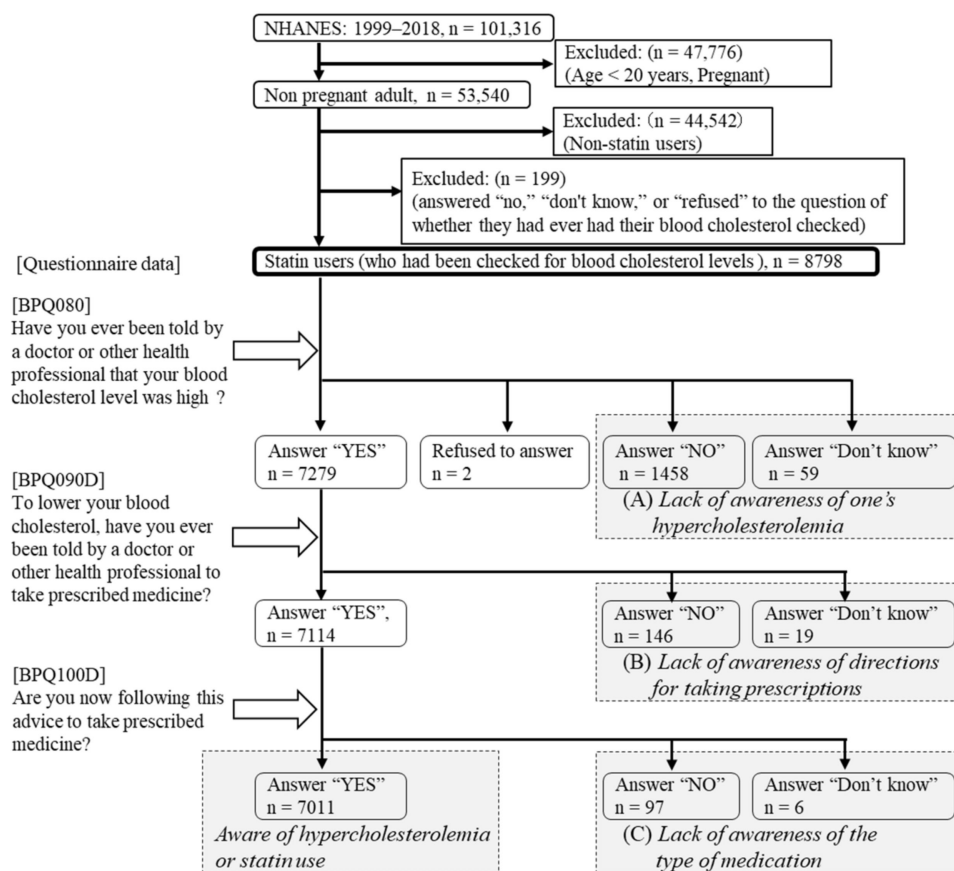 NHANES: 1999–2018, n = 101,316
Excluded: (n = 47,776)
(Age < 20 years, Pregnant)
Non pregnant adult, n = 53,540
Excluded: (n = 44,542)
(Non-statin users)
Excluded: (n = 199)
(answered “no,” “don't know,” or “refused” to the question of
whether they had ever had their blood cholesterol checked)
[Questionnaire data]
Statin users (who had been checked for blood cholesterol levels), n = 8798
[BPQ080]
Have you ever been told by
a doctor or other health
professional that your blood
cholesterol level was high ?
Answer “YES”
n = 7279
Refused to answer
n = 2
Answer “NO”
n = 1458
Answer “Don’t know”
n = 59
(A) Lack of awareness of one’s
hypercholesterolemia
[BPQ090D]
To lower your blood
cholesterol, have you ever
been told by a doctor or
other health professional to
take prescribed medicine?
Answer “YES”,
n = 7114
Answer “NO”
n = 146
Answer “Don’t know”
n = 19
(B) Lack of awareness of directions
for taking prescriptions
[BPQ100D]
Are you now following this
advice to take prescribed
medicine?
Answer “YES”
n = 7011
Aware of hypercholesterolemia
or statin use
Answer “NO”
n = 97
Answer “Don’t know”
n = 6
(C) Lack of awareness of the
type of medication